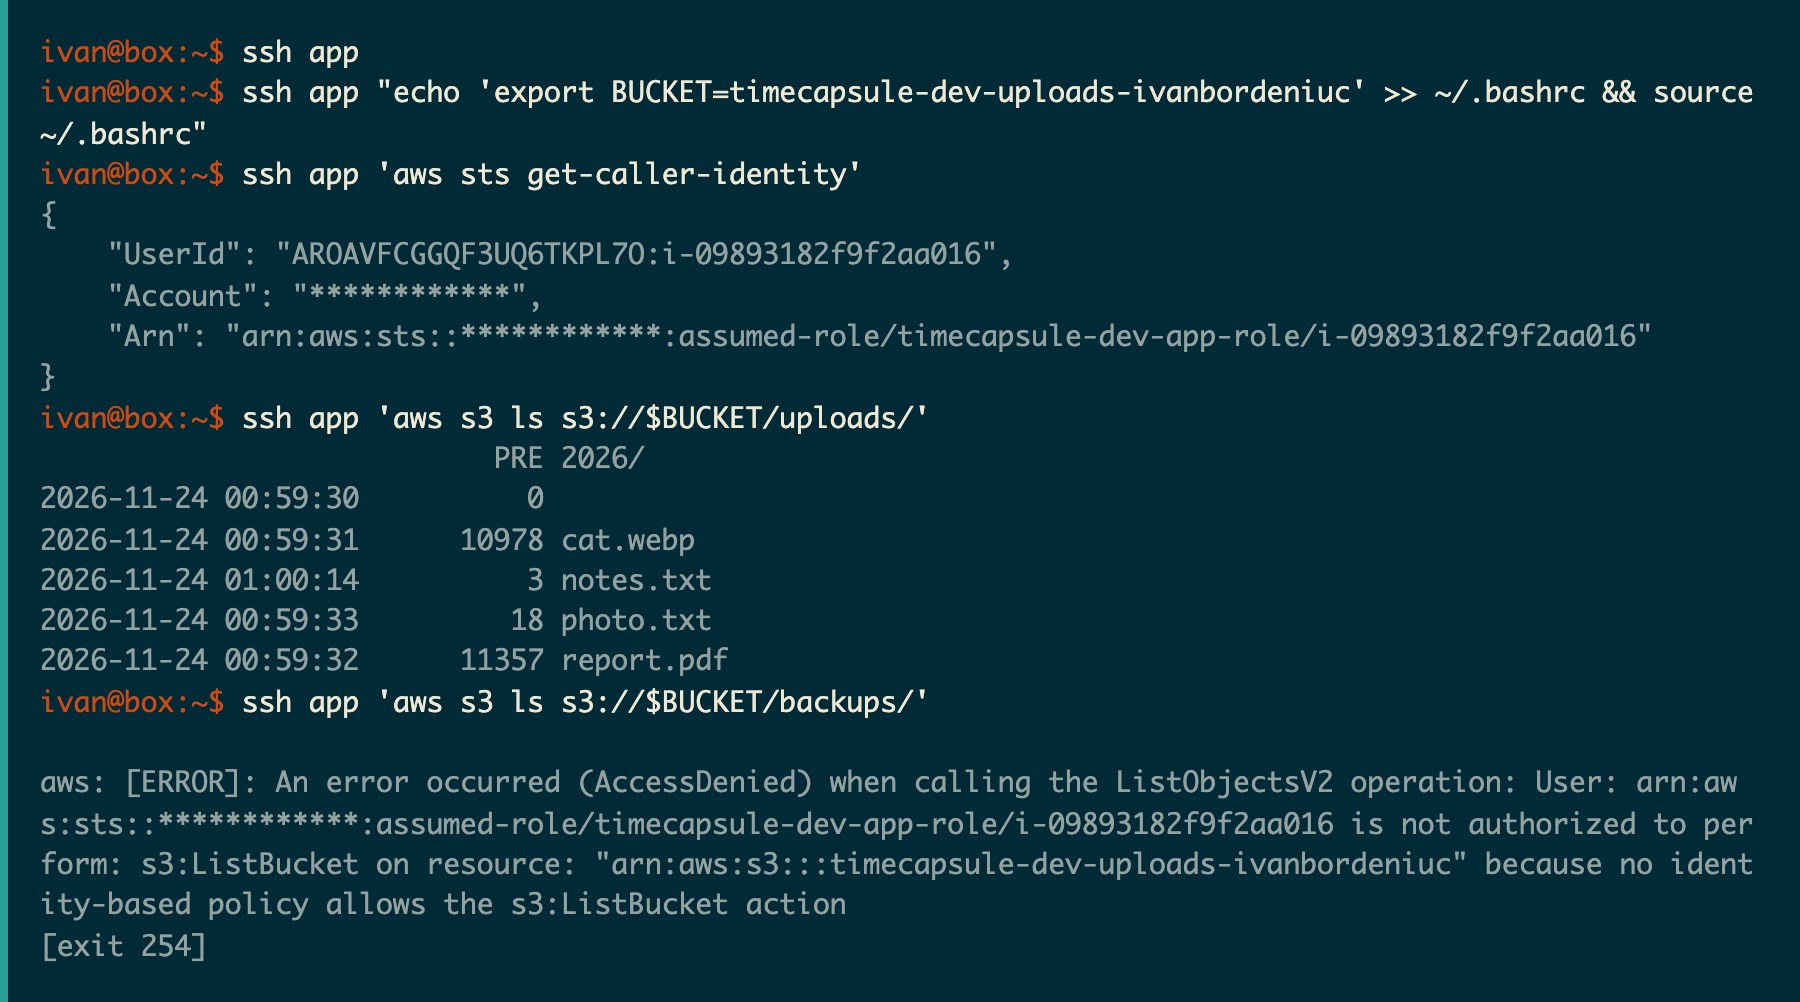 ivan@box:~$ ssh app
ivan@box:~$ ssh app "echo 'export BUCKET=timecapsule-dev-uploads-ivanbordeniuc' >> ~/.bashrc && source
~/.bashrc"
ivan@box:~$ ssh app 'aws sts get-caller-identity'
{
    "UserId": "AROAVFCGGQF3UQ6TKPL7O:i-09893182f9f2aa016",
    "Account": "************",
    "Arn": "arn:aws:sts::************:assumed-role/timecapsule-dev-app-role/i-09893182f9f2aa016"
}
ivan@box:~$ ssh app 'aws s3 ls s3://$BUCKET/uploads/'
                           PRE 2026/
2026-11-24 00:59:30          0
2026-11-24 00:59:31      10978 cat.webp
2026-11-24 01:00:14          3 notes.txt
2026-11-24 00:59:33         18 photo.txt
2026-11-24 00:59:32      11357 report.pdf
ivan@box:~$ ssh app 'aws s3 ls s3://$BUCKET/backups/'
aws: [ERROR]: An error occurred (AccessDenied) when calling the ListObjectsV2 operation: User: arn:aw
s:sts::************:assumed-role/timecapsule-dev-app-role/i-09893182f9f2aa016 is not authorized to per
form: s3:ListBucket on resource: "arn:aws:s3:::timecapsule-dev-uploads-ivanbordeniuc" because no ident
ity-based policy allows the s3:ListBucket action
[exit 254]